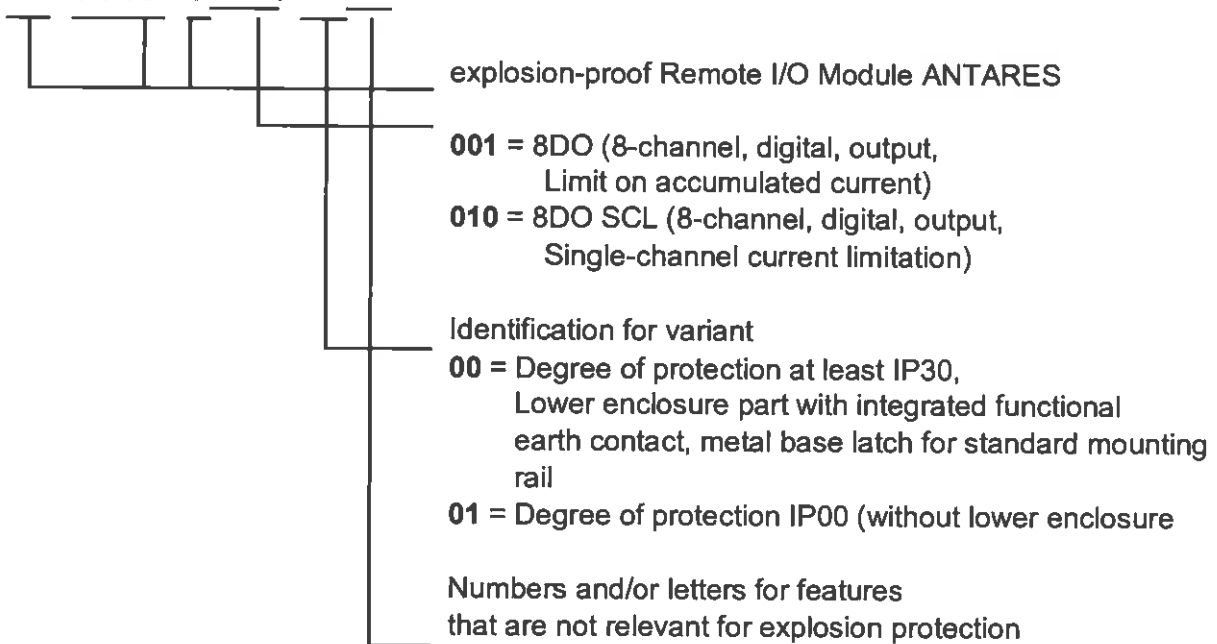 explosion-proof Remote I/O Module ANTARES
001 = 8DO (8-channel, digital, output,
Limit on accumulated current)
010 = 8DO SCL (8-channel, digital, output,
Single-channel current limitation)
Identification for variant
00 = Degree of protection at least IP30,
Lower enclosure part with integrated functional
earth contact, metal base latch for standard mounting
rail
01 = Degree of protection IP00 (without lower enclosure
Numbers and/or letters for features
that are not relevant for explosion protection